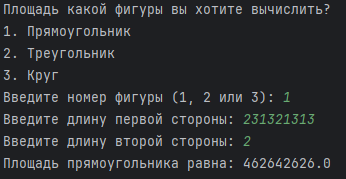 Площадь какой фигуры вы хотите вычислить?
1. Прямоугольник
2. Треугольник
3. Круг
Введите номер фигуры (1, 2 или 3): 1
Введите длину первой стороны: 231321313
Введите длину второй стороны: 2
Площадь прямоугольника равна: 462642626.0